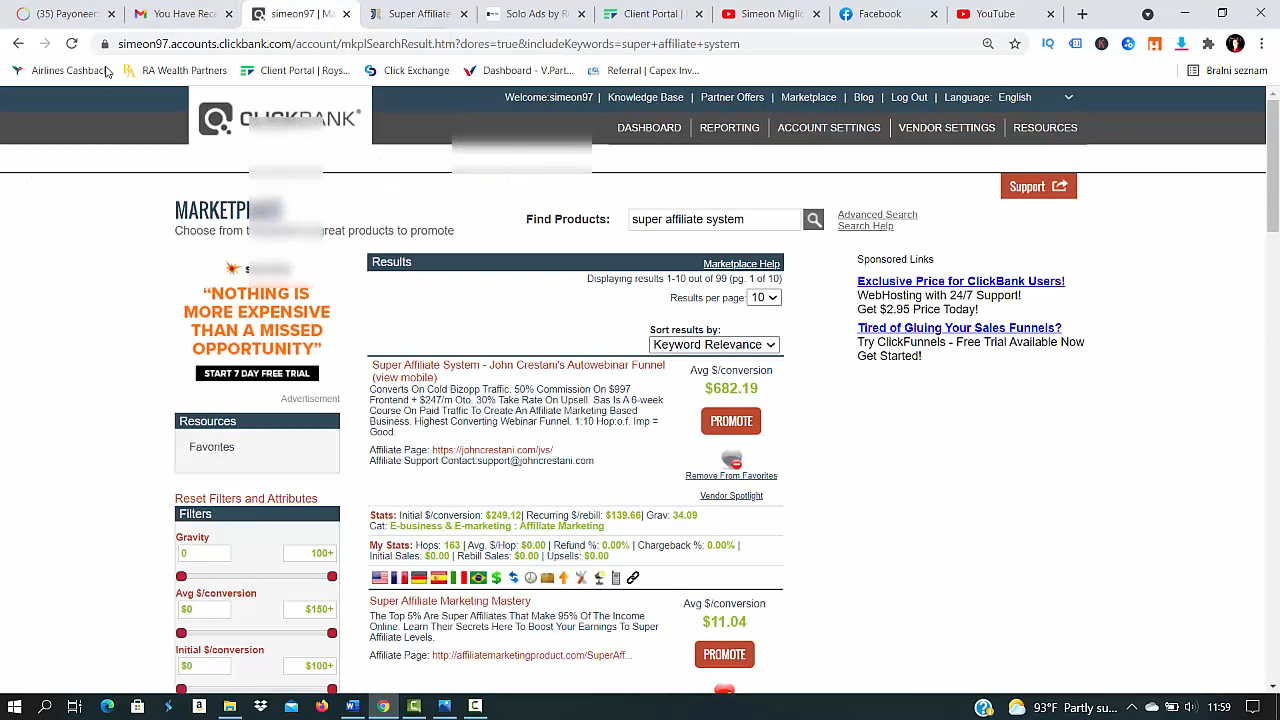 (35) Payoneer
You Have Rece
[2] - Ma
Super Affiliate
Solo Ads by
Client Portal
Simeon Miglic
Facebook
YouTube
simeon97.accounts.clickbank.com/account/mkplSearchResult.htm?dores=true&includeKeywords=super+affiliate+system
Airlines Cashback
RA Wealth Partners
Client Portal | Roys...
Click Exchange
Dashboard - V.Part...
Referral | Capex Inv...
Bralni seznam
Welcome:simeon97 | Knowledge Base | Partner Offers | Marketplace | Blog | Log Out | Language: English
CLICKBANK®
DASHBOARD | REPORTING | ACCOUNT SETTINGS | VENDOR SETTINGS | RESOURCES
Support
Find Products: super affiliate system
Advanced Search
Search Help
great products to promote
“NOTHING IS
MORE EXPENSIVE
THAN A MISSED
OPPORTUNITY”
START 7 DAY FREE TRIAL
Advertisement
Resources
Favorites
Reset Filters and Attributes
Filters
Gravity
0 100+
Avg $/conversion
$0 $150+
Initial $/conversion
$0 $100+
Results Marketplace Help
Displaying results 1-10 out of 99 (pg. 1 of 10)
Results per page: 10
Sort results by:
Keyword Relevance
Super Affiliate System - John Crestani's Autowebinar Funnel
(view mobile)
Converts On Cold Bizopp Traffic. 50% Commission On $997
Frontend + $247/m Oto. 30% Take Rate On Upsell. Sas Is A 6-week
Course On Paid Traffic To Create An Affiliate Marketing Based
Business. Highest Converting Webinar Funnel. 1:10 Hop:o.f. Imp =
Good.
Affiliate Page: https://johncrestani.com/jvs/
Affiliate Support Contact:support@johncrestani.com
Avg $/conversion
$682.19
PROMOTE
Remove From Favorites
Vendor Spotlight
Stats: Initial $/conversion: $249.12| Recurring $/rebill: $139.66| Grav: 34.09
Cat: E-business & E-marketing : Affiliate Marketing
My Stats: Hops: 163 | Avg. $/Hop: $0.00 | Refund %: 0.00% | Chargeback %: 0.00% |
Initial Sales: $0.00 | Rebill Sales: $0.00 | Upsells: $0.00
Super Affiliate Marketing Mastery
The Top 5% Are Super Affiliates That Make 95% Of The Income
Online. Learn Their Secrets Here To Boost Your Earnings To Super
Affiliate Levels.
Affiliate Page: http://affiliatemarketingproduct.com/SuperAff...
Avg $/conversion
$11.04
PROMOTE
Sponsored Links
Exclusive Price for ClickBank Users!
WebHosting with 24/7 Support!
Get $2.95 Price Today!
Tired of Gluing Your Sales Funnels?
Try ClickFunnels - Free Trial Available Now
Get Started!
93°F Partly su...
11:59